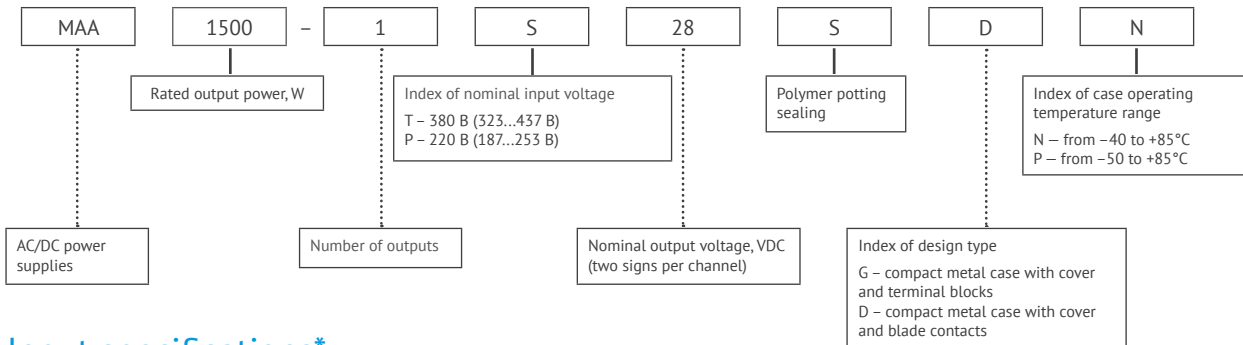 MAA 1500 – 1 S 28 S D N
Rated output power, W
Index of nominal input voltage
T – 380 В (323...437 В)
P – 220 В (187...253 В)
Polymer potting
sealing
Index of case operating
temperature range
N — from –40 to +85°C
P — from –50 to +85°C
AC/DC power
supplies
Number of outputs
Nominal output voltage, VDC
(two signs per channel)
Index of design type
G – compact metal case with cover
and terminal blocks
D – compact metal case with cover
and blade contacts